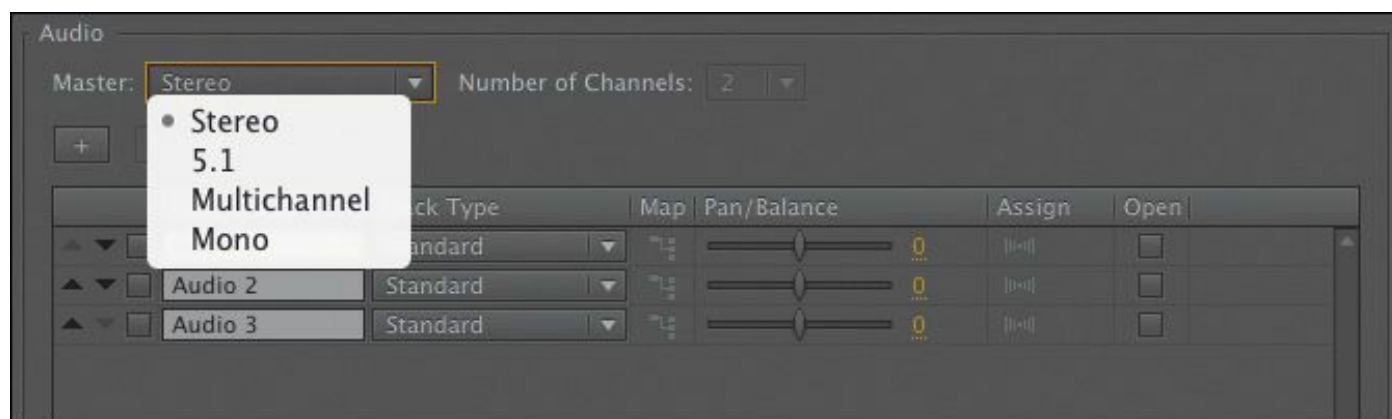 Audio
Master: Stereo Number of Channels: 2
Stereo
5.1
Multichannel
Mono
+
ck Type Map Pan/Balance Assign Open
andard 0
Audio 2 Standard 0
Audio 3 Standard 0